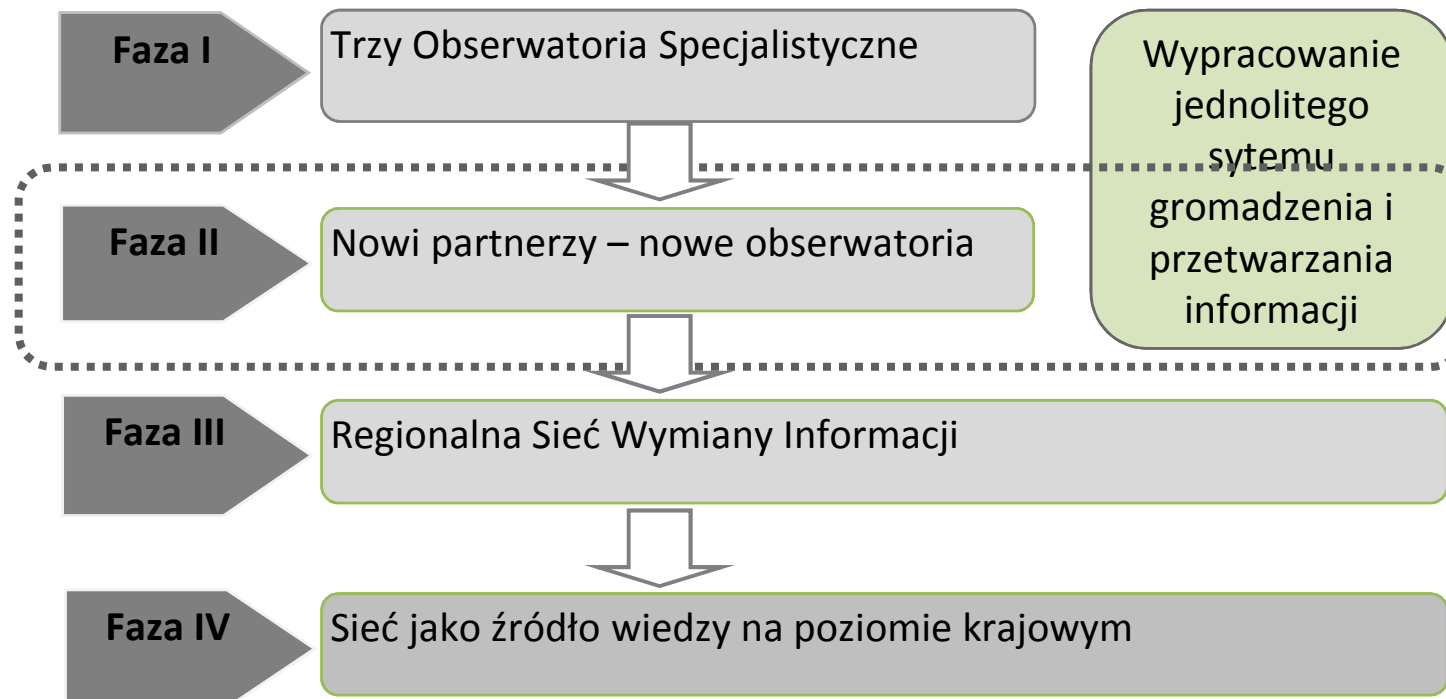 Faza I
Trzy Obserwatoria Specjalistyczne
Wypracowanie
jednolitego
sytemu
gromadzenia i
przetwarzania
informacji
Faza II
Nowi partnerzy – nowe obserwatoria
Faza III
Regionalna Sieć Wymiany Informacji
Faza IV
Sieć jako źródło wiedzy na poziomie krajowym